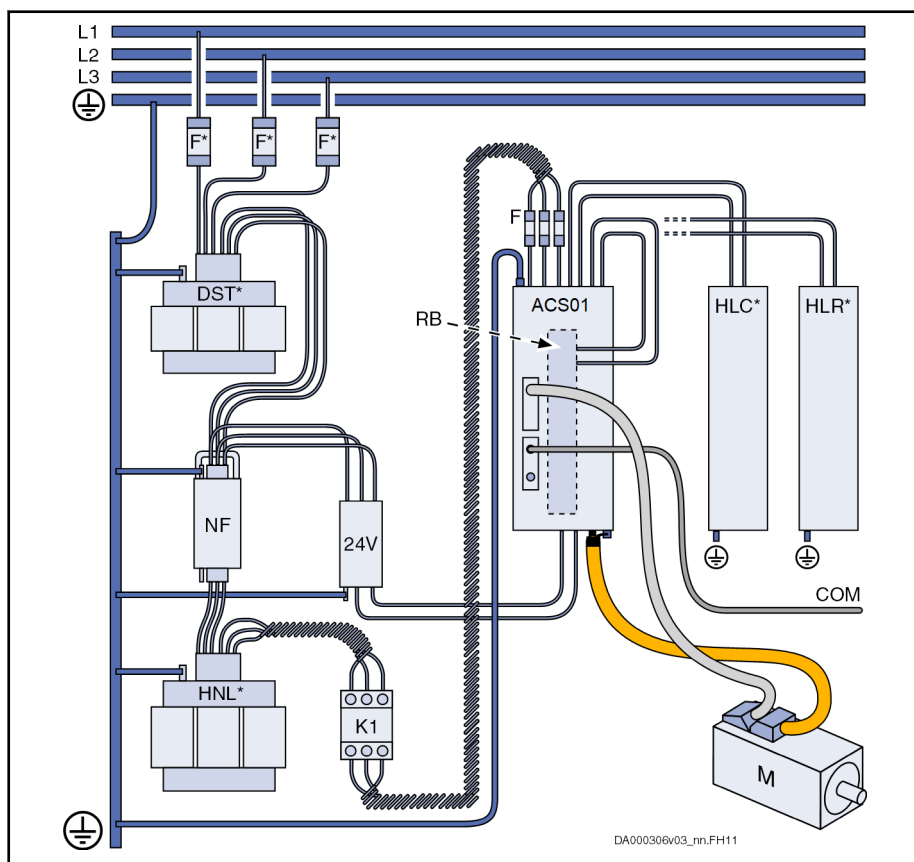 L1
L2
L3
F*
F*
F*
F
DST*
ACS01
HLC*
HLR*
RB
NF
24V
COM
HNL*
K1
M
DA000306v03_nn.FH11